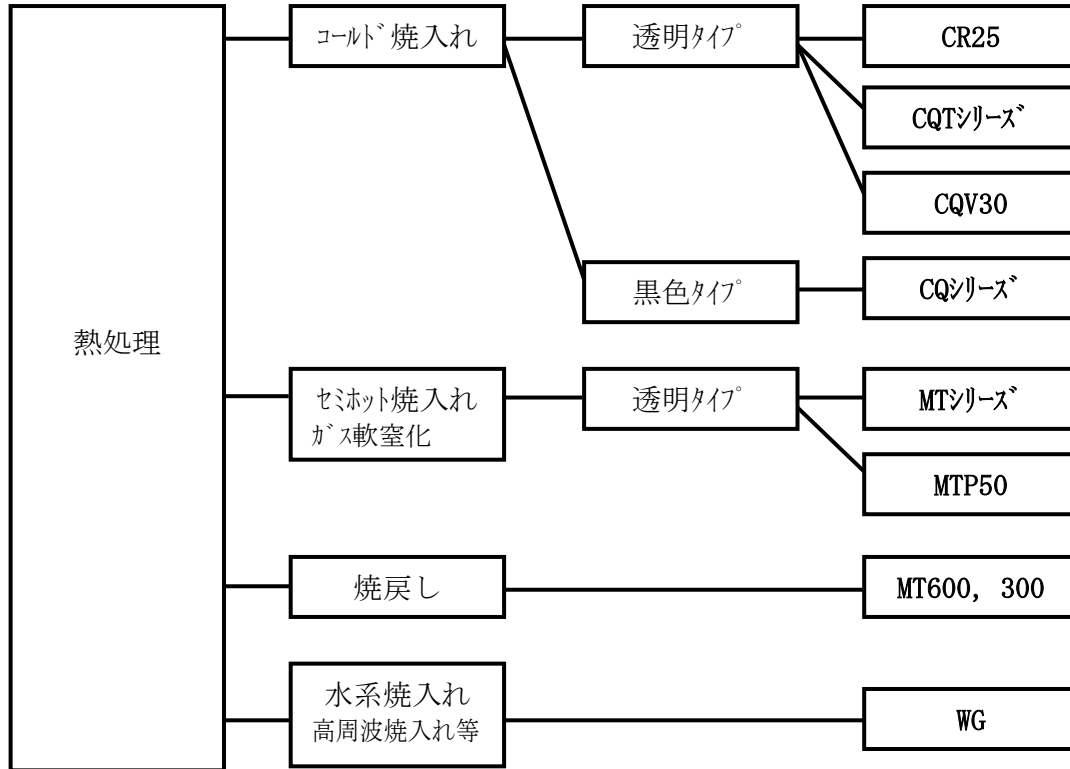 熱処理
ｺｰﾙﾄﾞ焼入れ
透明ﾀｲﾌﾟ
CR25
CQTｼﾘｰｽﾞ
CQV30
黒色ﾀｲﾌﾟ
CQｼﾘｰｽﾞ
ｾﾐﾎｯﾄ焼入れ
ｶﾞｽ軟窒化
透明ﾀｲﾌﾟ
MTｼﾘｰｽﾞ
MTP50
焼戻し
MT600, 300
水系焼入れ
高周波焼入れ等
WG